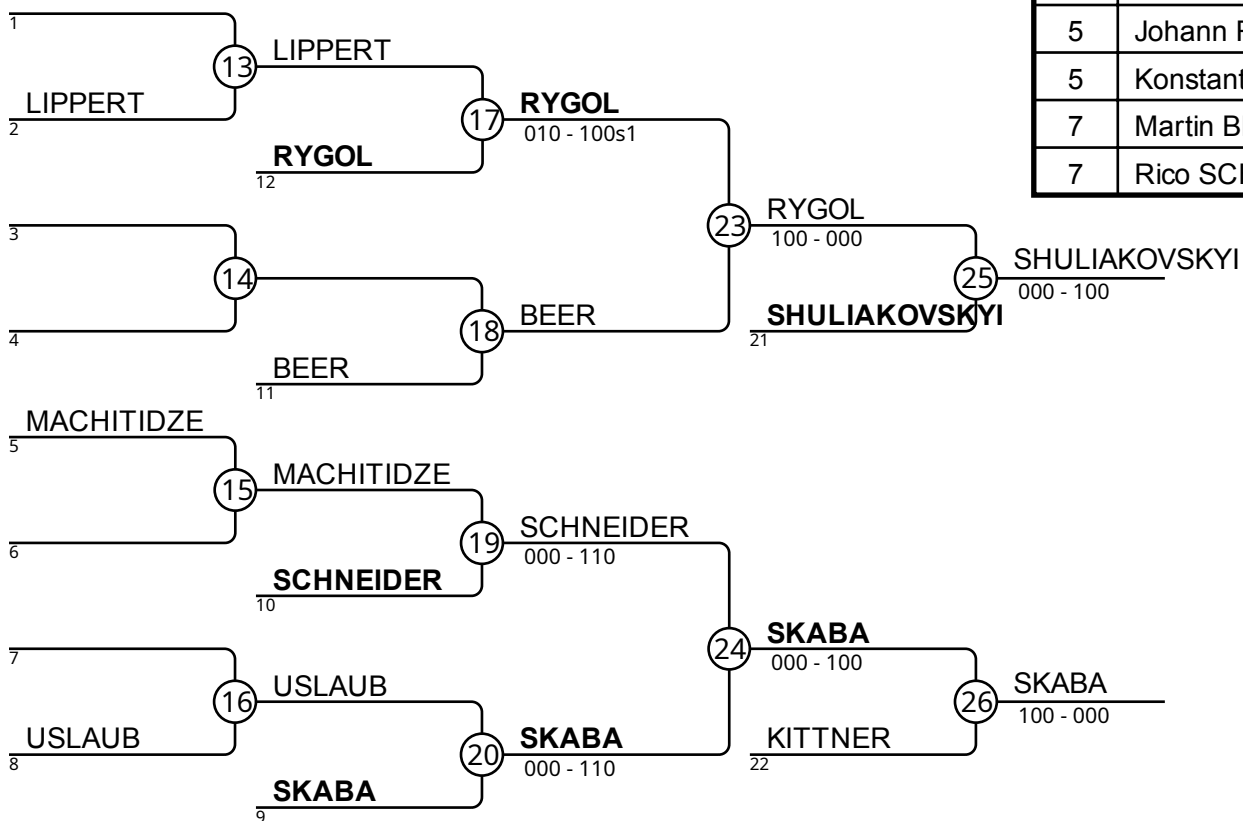 1
13 LIPPERT
LIPPERT
2
17 RYGOL
010 - 100s1
RYGOL
12
3
23 RYGOL
100 - 000
14
25 SHULIAKOVSKYI
000 - 100
4
18 BEER
SHULIAKOVSKYI
21
BEER
11
MACHITIDZE
5
15 MACHITIDZE
6
19 SCHNEIDER
000 - 110
SCHNEIDER
10
7
24 SKABA
000 - 100
16 USLAUB
26 SKABA
100 - 000
USLAUB
8
20 SKABA
000 - 110
KITTNER
22
SKABA
9
5 Johann
5
7 Martin
7 Rico